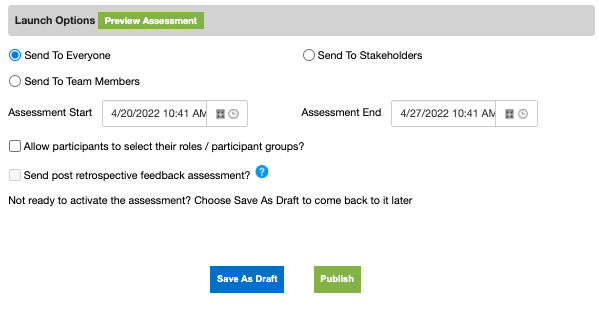 Launch Options Preview Assessment
Send To Everyone Send To Stakeholders
Send To Team Members
Assessment Start 4/20/2022 10:41 AM Assessment End 4/27/2022 10:41 AM
Allow participants to select their roles / participant groups?
Send post retrospective feedback assessment? ?
Not ready to activate the assessment? Choose Save As Draft to come back to it later
Save As Draft Publish